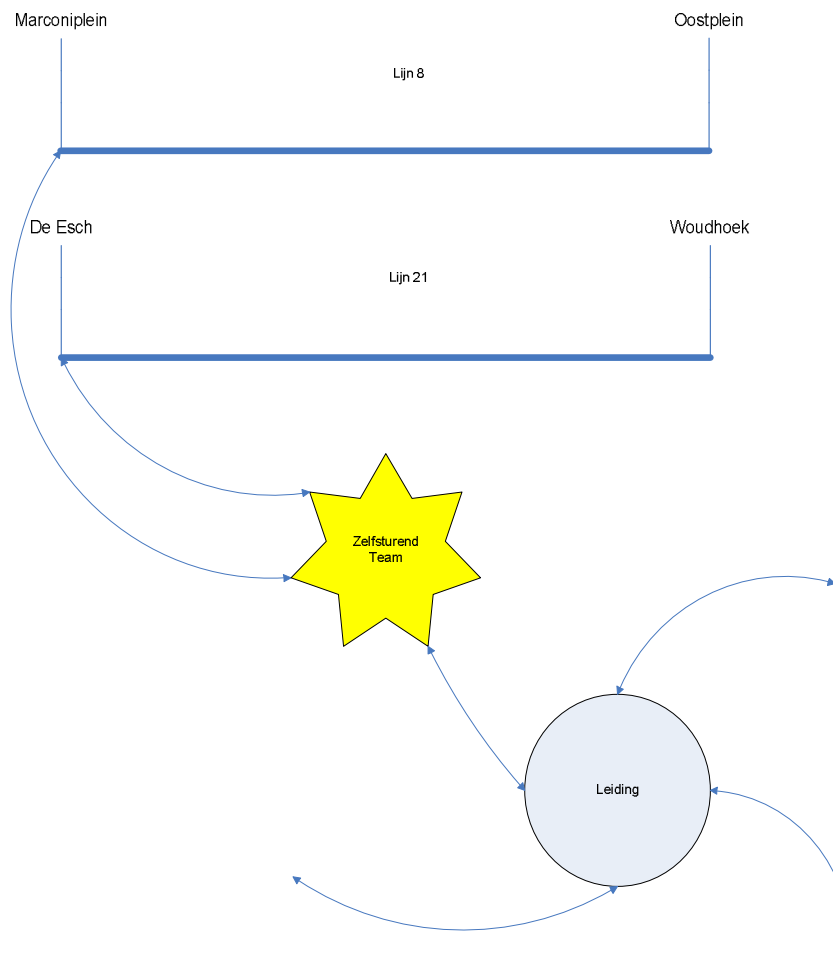 Marconiplein
Oostplein
Lijn 8
De Esch
Woudhoek
Lijn 21
Zelfsturend
Team
Leiding